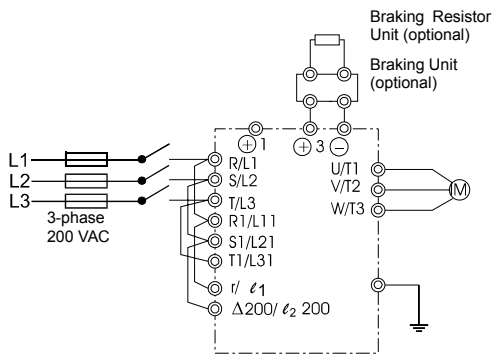 Braking Resistor
Unit (optional)
Braking Unit
(optional)
⊕1
⊕3 ⊖
L1
L2
L3
3-phase
200 VAC
R/L1
S/L2
T/L3
R1/L11
S1/L21
T1/L31
r/ ℓ1
Δ200/ ℓ2 200
U/T1
V/T2
W/T3
M